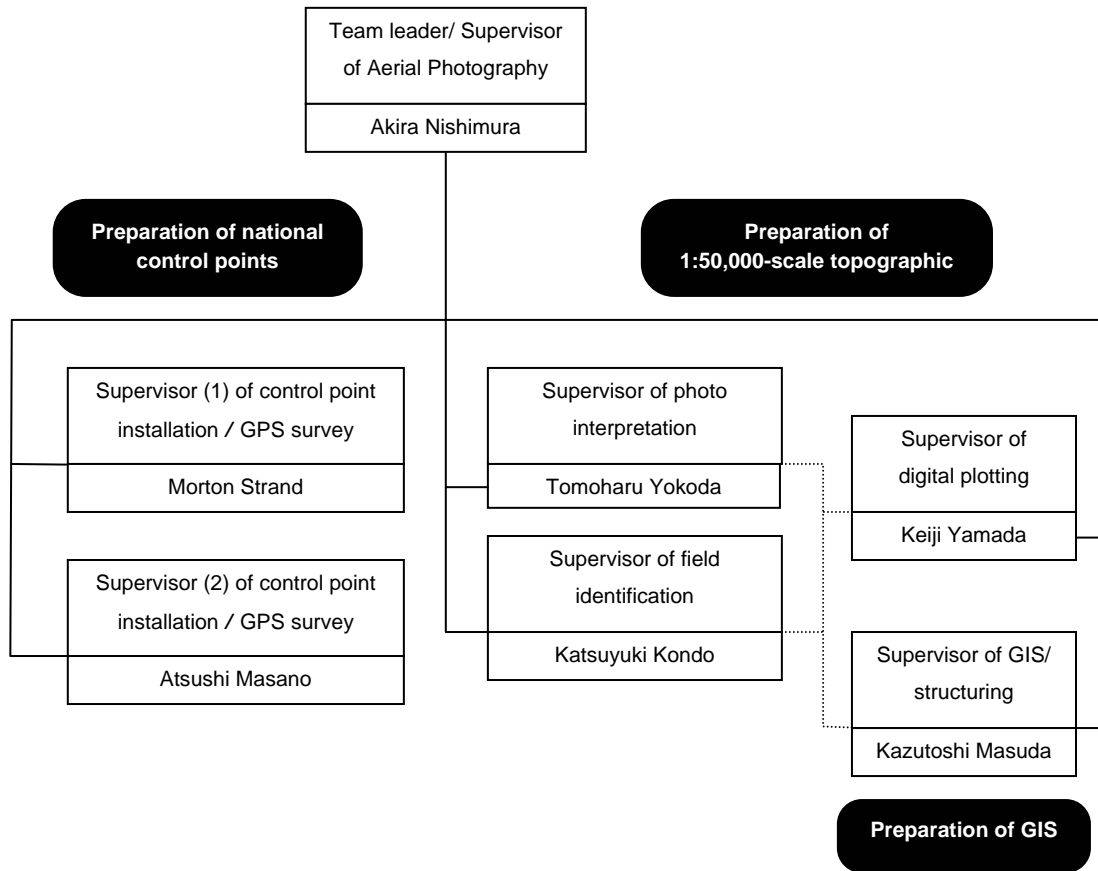 Team leader/ Supervisor
of Aerial Photography
Akira Nishimura
Preparation of national
control points
Preparation of
1:50,000-scale topographic
Supervisor (1) of control point
installation / GPS survey
Morton Strand
Supervisor (2) of control point
installation / GPS survey
Atsushi Masano
Supervisor of photo
interpretation
Tomoharu Yokoda
Supervisor of field
identification
Katsuyuki Kondo
Supervisor of
digital plotting
Keiji Yamada
Supervisor of GIS/
structuring
Kazutoshi Masuda
Preparation of GIS